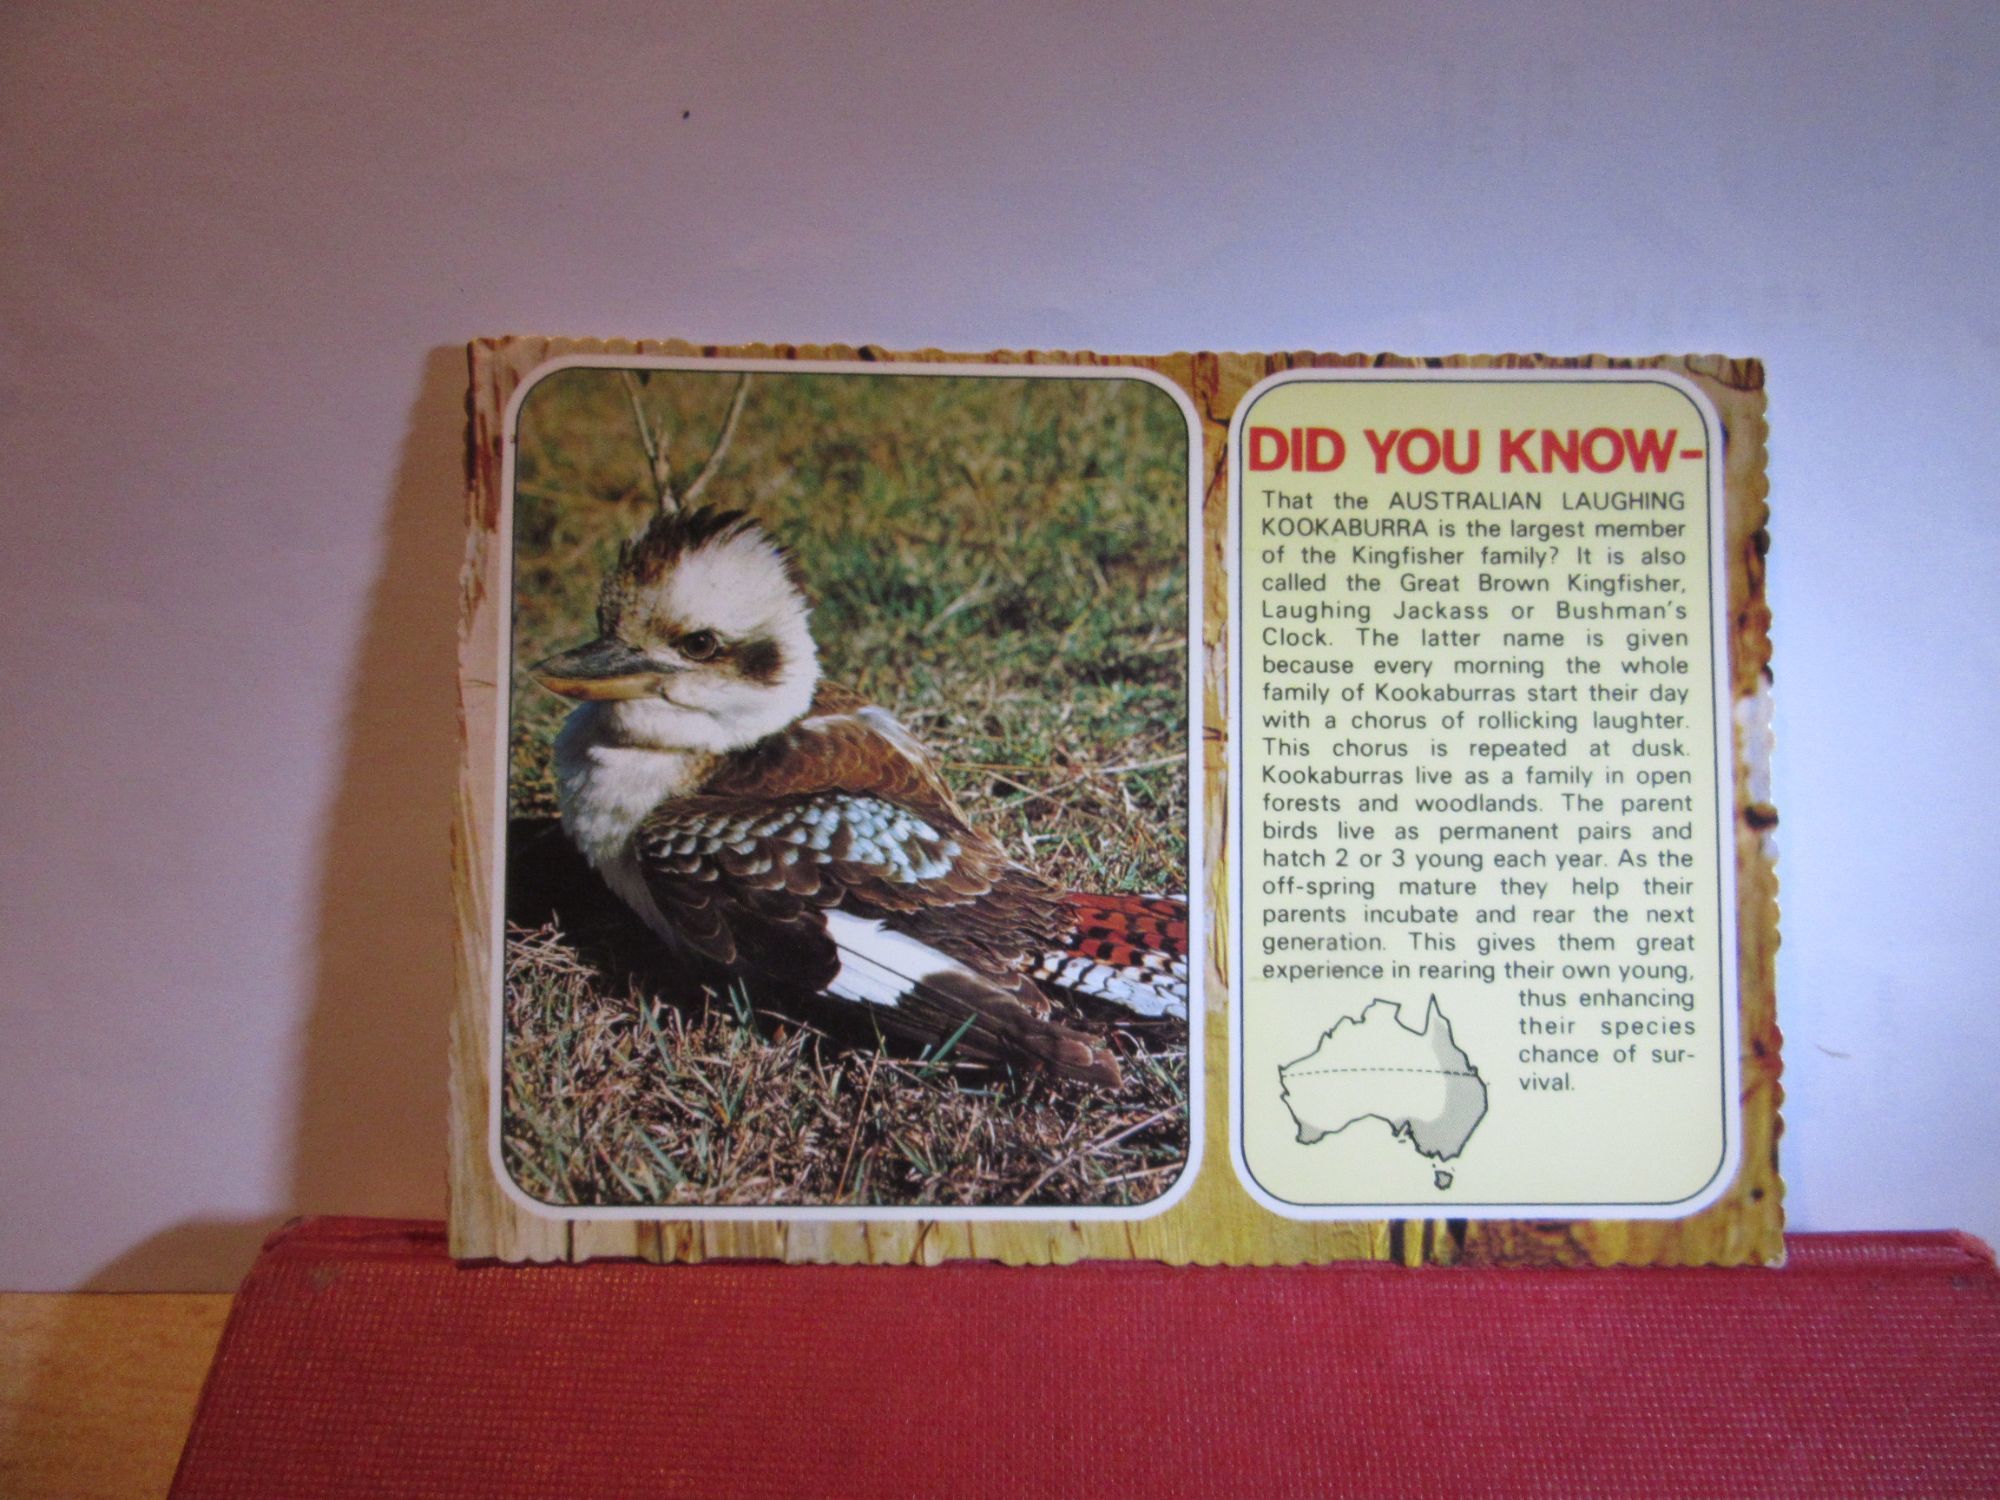 DID YOU KNOW-
That the AUSTRALIAN LAUGHING
KOOKABURRA is the largest member
of the Kingfisher family? It is also
called the Great Brown Kingfisher,
Laughing Jackass or Bushman's
Clock. The latter name is given
because every morning the whole
family of Kookaburras start their day
with a chorus of rollicking laughter.
This chorus is repeated at dusk.
Kookaburras live as a family in open
forests and woodlands. The parent
birds live as permanent pairs and
hatch 2 or 3 young each year. As the
off-spring mature they help their
parents incubate and rear the next
generation. This gives them great
experience in rearing their own young,
thus enhancing
their species
chance of sur-
vival.